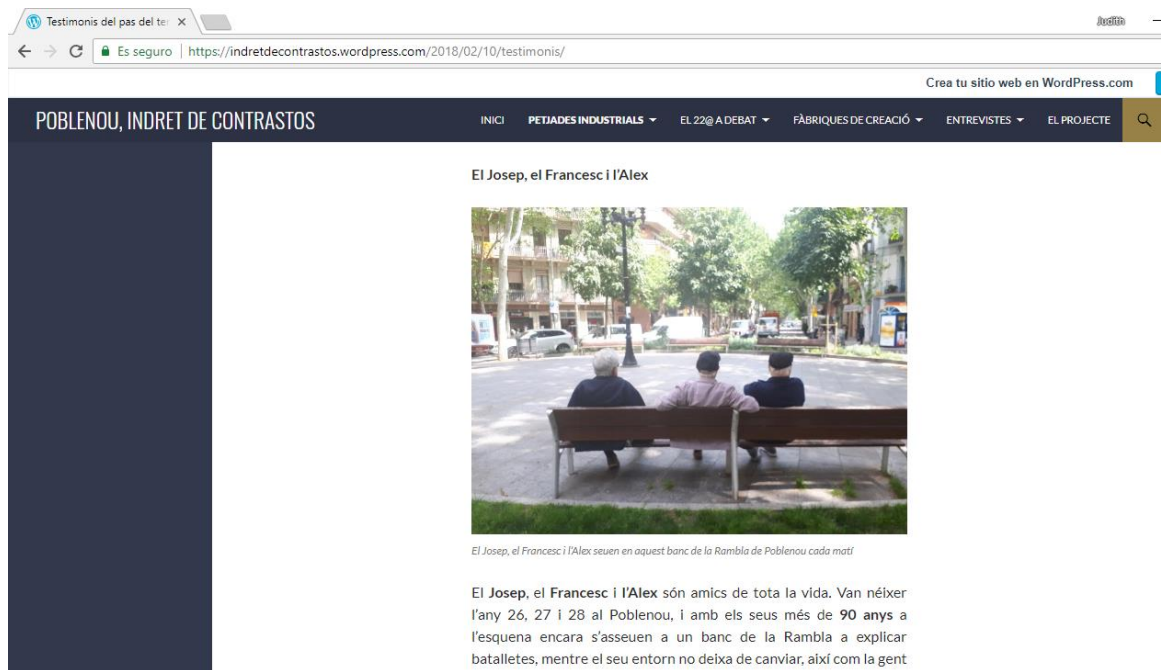 Testimonis del pas del ter
Judith
Es seguro | https://indretdecontrastos.wordpress.com/2018/02/10/testimonis/
Crea tu sitio web en WordPress.com
POBLENOU, INDRET DE CONTRASTOS
INICI PETJADES INDUSTRIALS EL 22@ A DEBAT FÀBRIQUES DE CREACIÓ ENTREVISTES EL PROJECTE
El Josep, el Francesc i l'Alex
El Josep, el Francesc i l'Alex seuen en aquest banc de la Rambla de Poblenou cada matí
El Josep, el Francesc i l'Alex són amics de tota la vida. Van néixer
l'any 26, 27 i 28 al Poblenou, i amb els seus més de 90 anys a
l'esquena encara s'asseuen a un banc de la Rambla a explicar
batalletes, mentre el seu entorn no deixa de canviar, així com la gent